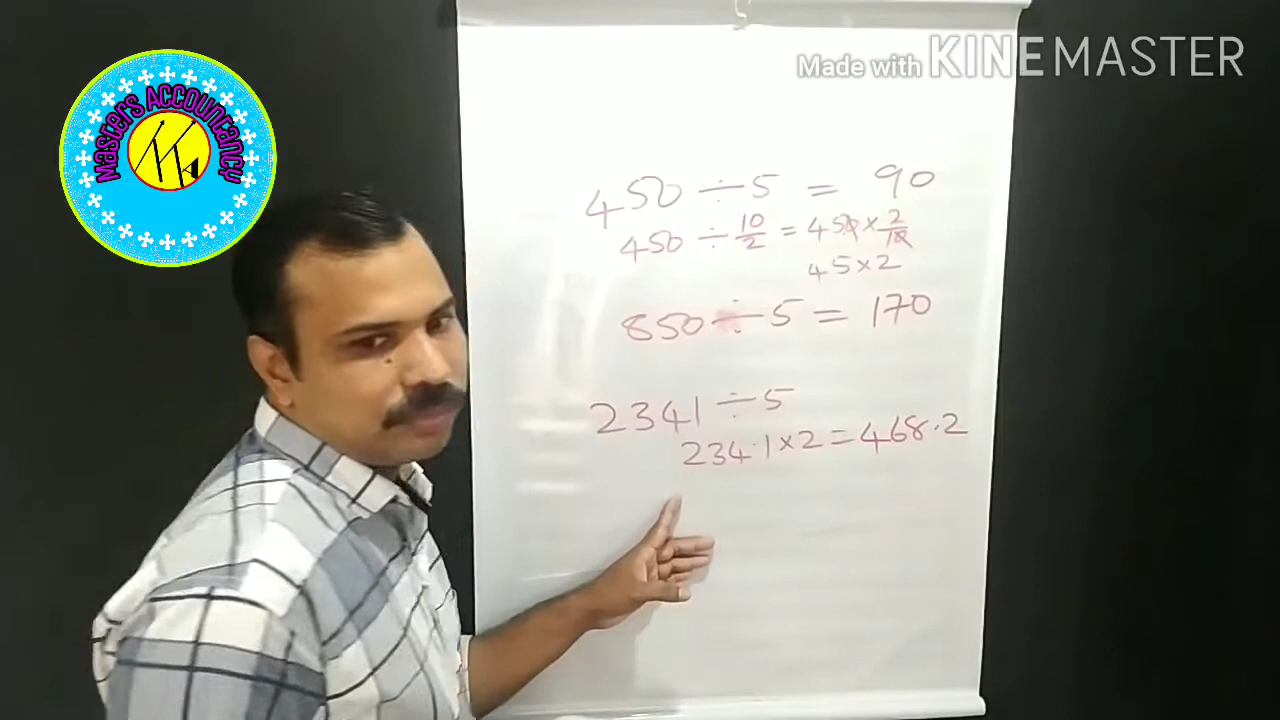 Made with KINEMASTER
Masters ACCOUNTANCY
MA
450 ÷ 5 = 90
450 ÷ 10/2 = 450 × 2/10
45 × 2
850 ÷ 5 = 170
2341 ÷ 5
234.1 × 2 = 468.2